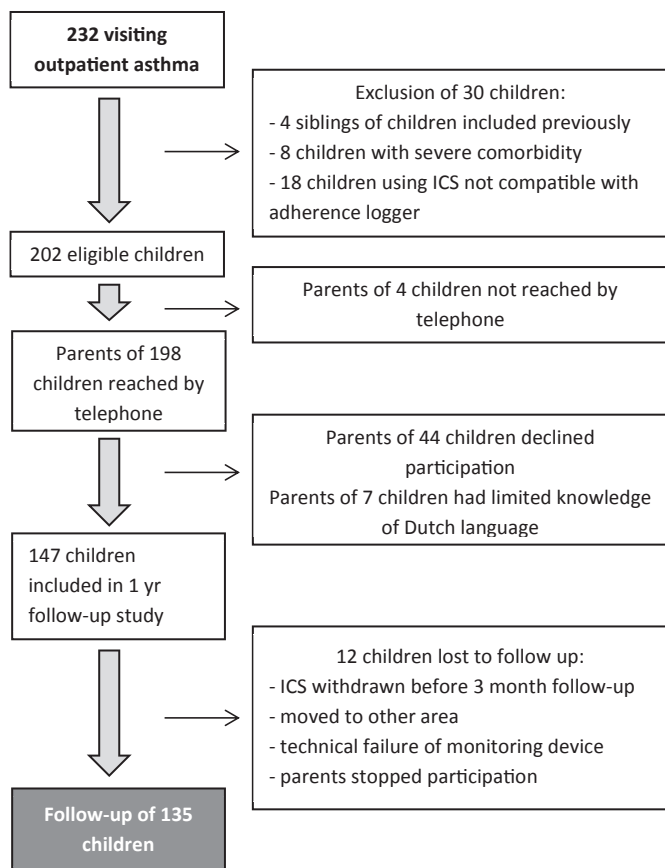 232 visiting
outpatient asthma
Exclusion of 30 children:
- 4 siblings of children included previously
- 8 children with severe comorbidity
- 18 children using ICS not compatible with
adherence logger
202 eligible children
Parents of 4 children not reached by
telephone
Parents of 198
children reached by
telephone
Parents of 44 children declined
participation
Parents of 7 children had limited knowledge
of Dutch language
147 children
included in 1 yr
follow-up study
12 children lost to follow up:
- ICS withdrawn before 3 month follow-up
- moved to other area
- technical failure of monitoring device
- parents stopped participation
Follow-up of 135
children